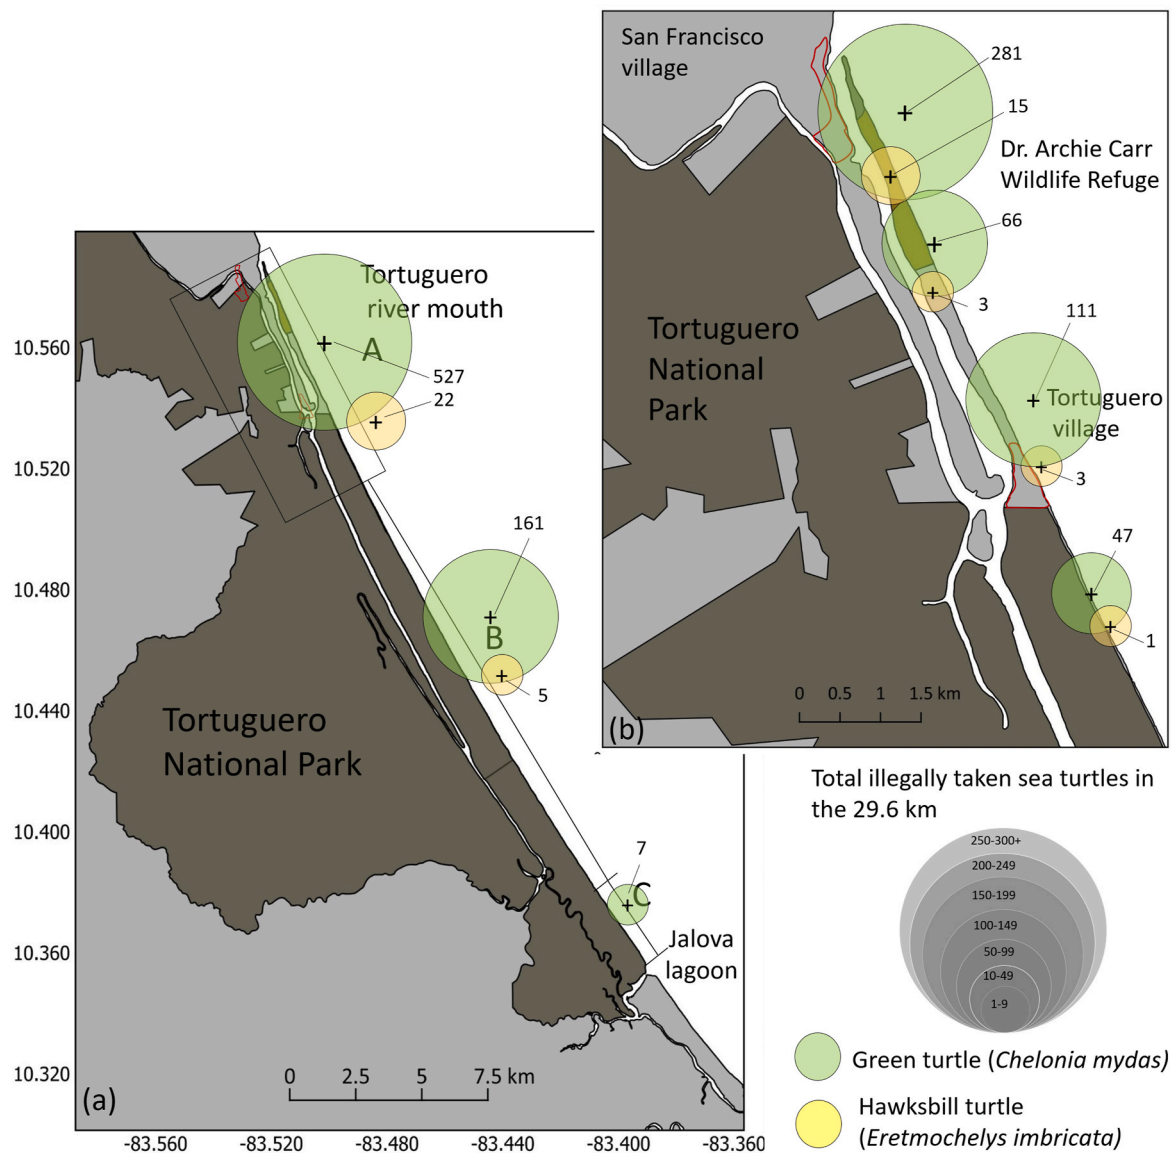 San Francisco
village
281
15
Dr. Archie Carr
Wildlife Refuge
66
3
Tortuguero
National
Park
111
Tortuguero
village
3
47
1
0 0.5 1 1.5 km
(b)
Tortuguero
river mouth
A
527
22
161
B
5
Tortuguero
National Park
7
C
Jalova
lagoon
0 2.5 5 7.5 km
(a)
10.560
10.520
10.480
10.440
10.400
10.360
10.320
-83.560 -83.520 -83.480 -83.440 -83.400 -83.360
Total illegally taken sea turtles in
the 29.6 km
250-300+
200-249
150-199
100-149
50-99
10-49
1-9
Green turtle (Chelonia mydas)
Hawksbill turtle
(Eretmochelys imbricata)